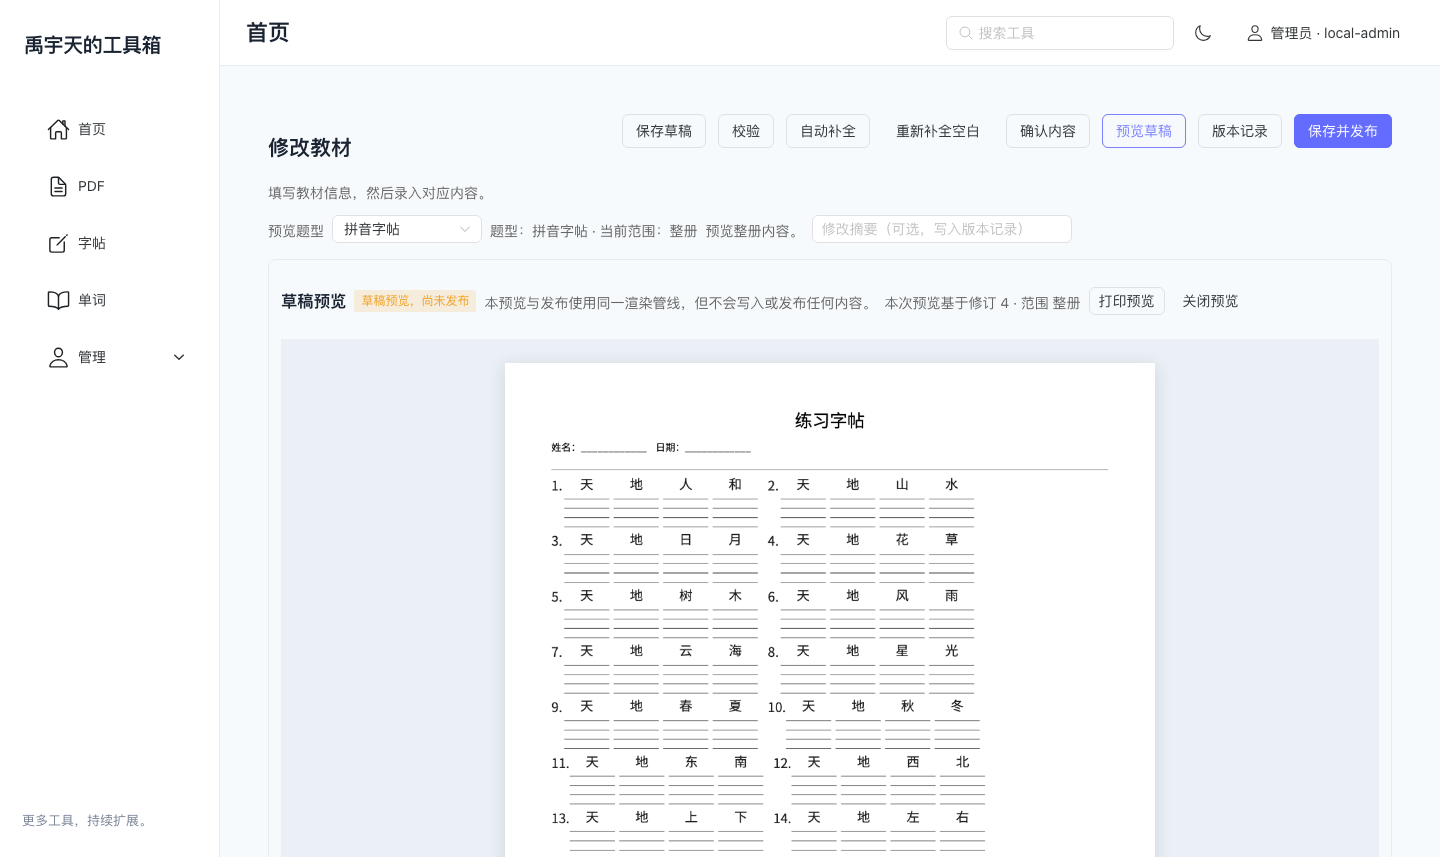 禹宇天的工具箱
首页
PDF
字帖
单词
管理
更多工具，持续扩展。
首页
搜索工具
管理员 · local-admin
修改教材
保存草稿 校验 自动补全 重新补全空白 确认内容 预览草稿 版本记录 保存并发布
填写教材信息，然后录入对应内容。
预览题型 拼音字帖 题型：拼音字帖 · 当前范围：整册 预览整册内容。 修改摘要（可选，写入版本记录）
草稿预览 草稿预览，尚未发布 本预览与发布使用同一渲染管线，但不会写入或发布任何内容。 本次预览基于修订 4 · 范围 整册 打印预览 关闭预览
练习字帖
姓名：____________ 日期：____________
1. 天 地 人 和 2. 天 地 山 水
3. 天 地 日 月 4. 天 地 花 草
5. 天 地 树 木 6. 天 地 风 雨
7. 天 地 云 海 8. 天 地 星 光
9. 天 地 春 夏 10. 天 地 秋 冬
11. 天 地 东 南 12. 天 地 西 北
13. 天 地 上 下 14. 天 地 左 右